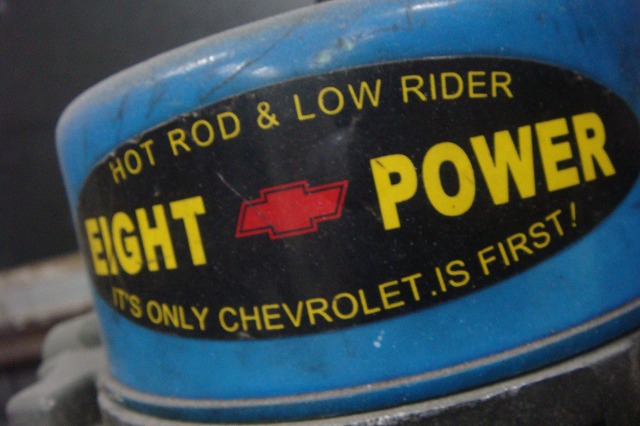 HOT ROD & LOW RIDER
EIGHT POWER
IT'S ONLY CHEVROLET.IS FIRST!